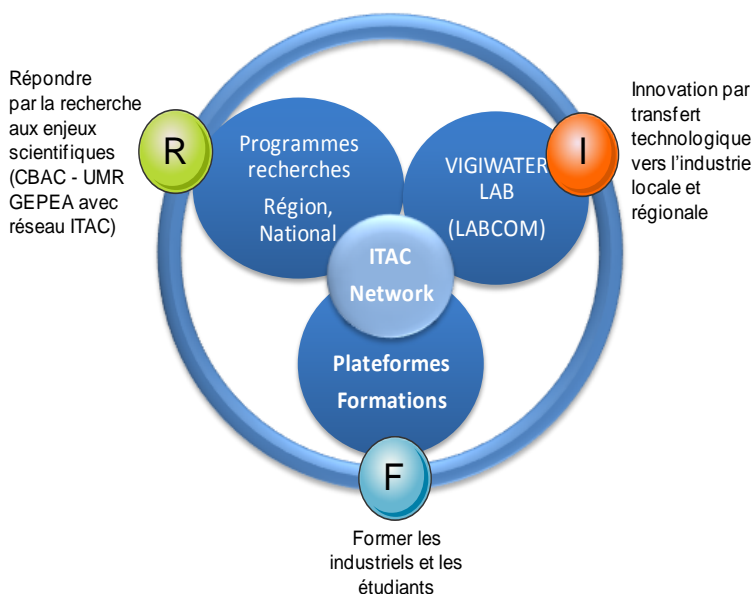 Répondre
par la recherche
aux enjeux
scientifiques
(CBAC - UMR
GEPEA avec
réseau ITAC)
R
Programmes
recherches
Région,
National
VIGIWATER
LAB
(LABCOM)
I
Innovation par
transfert
technologique
vers l'industrie
locale et
régionale
ITAC
Network
Plateformes
Formations
F
Former les
industriels et les
étudiants